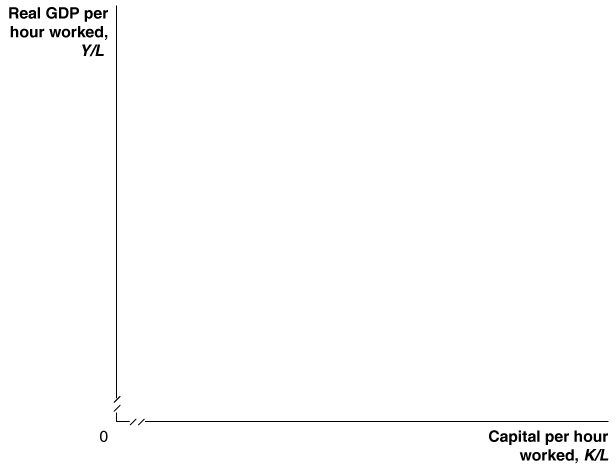 Real GDP per
hour worked,
Y/L
0
Capital per hour
worked, K/L